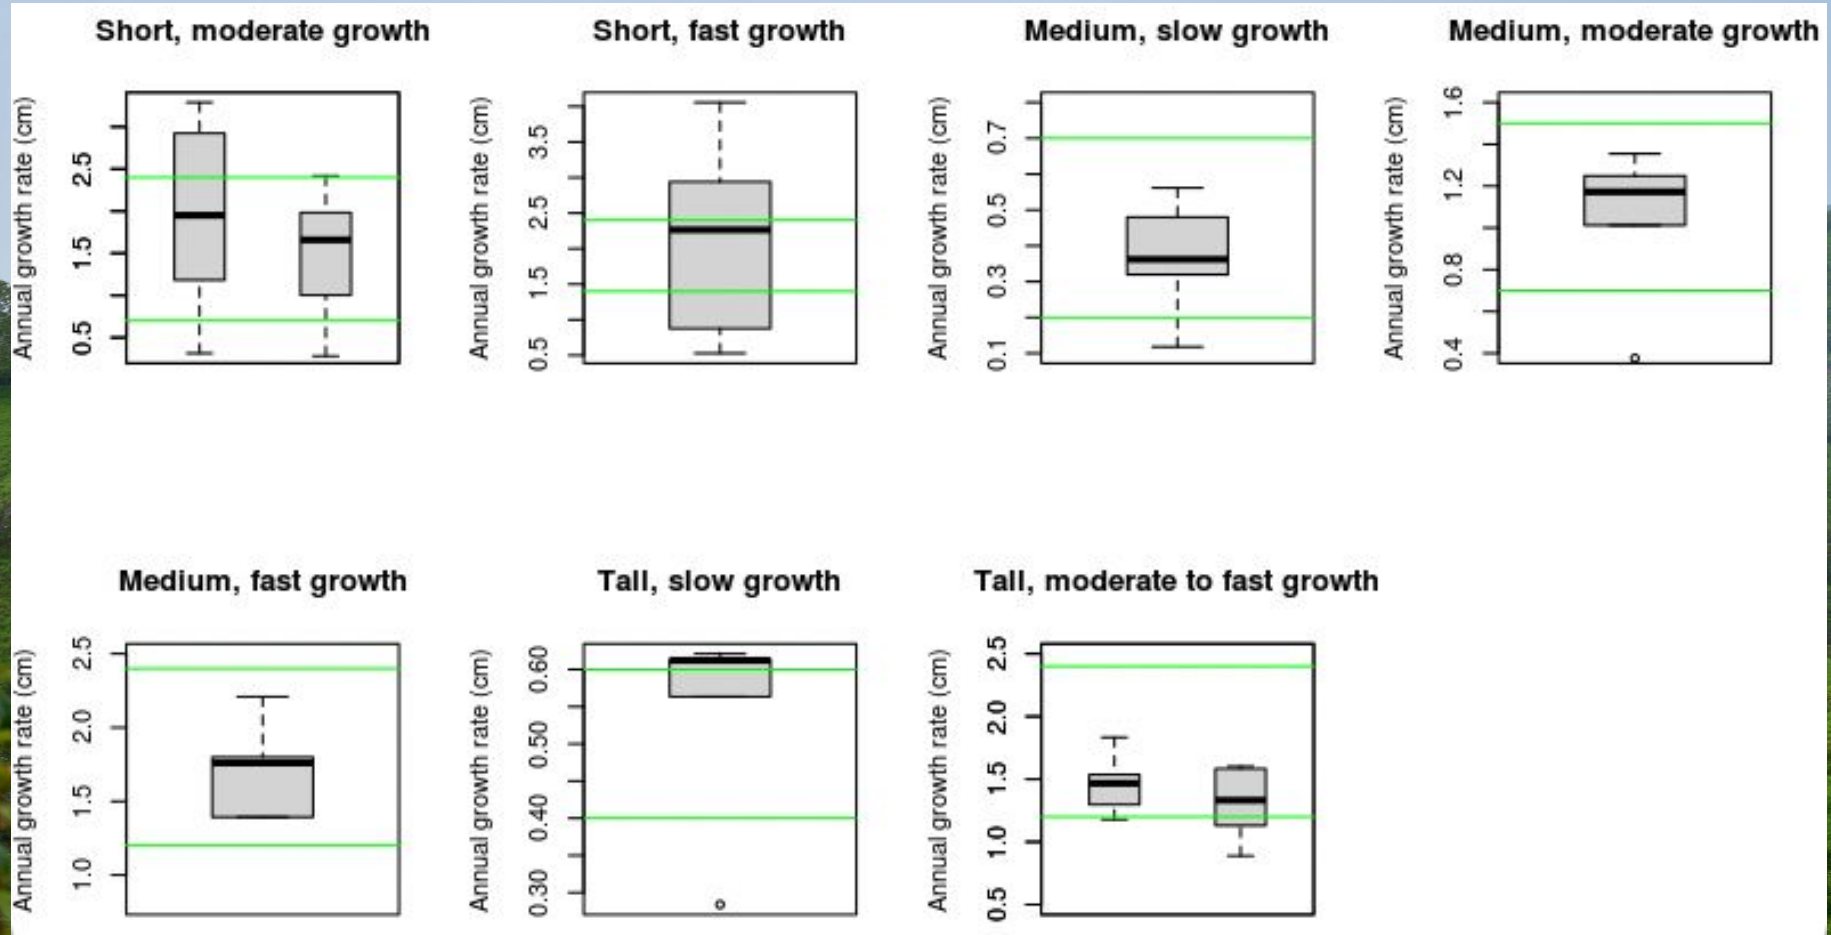 Short, moderate growth
Annual growth rate (cm)
2.5
1.5
0.5
Short, fast growth
Annual growth rate (cm)
3.5
2.5
1.5
0.5
Medium, slow growth
Annual growth rate (cm)
0.7
0.5
0.3
0.1
Medium, moderate growth
Annual growth rate (cm)
1.6
1.2
0.8
0.4
Medium, fast growth
Annual growth rate (cm)
2.5
2.0
1.5
1.0
Tall, slow growth
Annual growth rate (cm)
0.60
0.50
0.40
0.30
Tall, moderate to fast growth
Annual growth rate (cm)
2.5
2.0
1.5
1.0
0.5